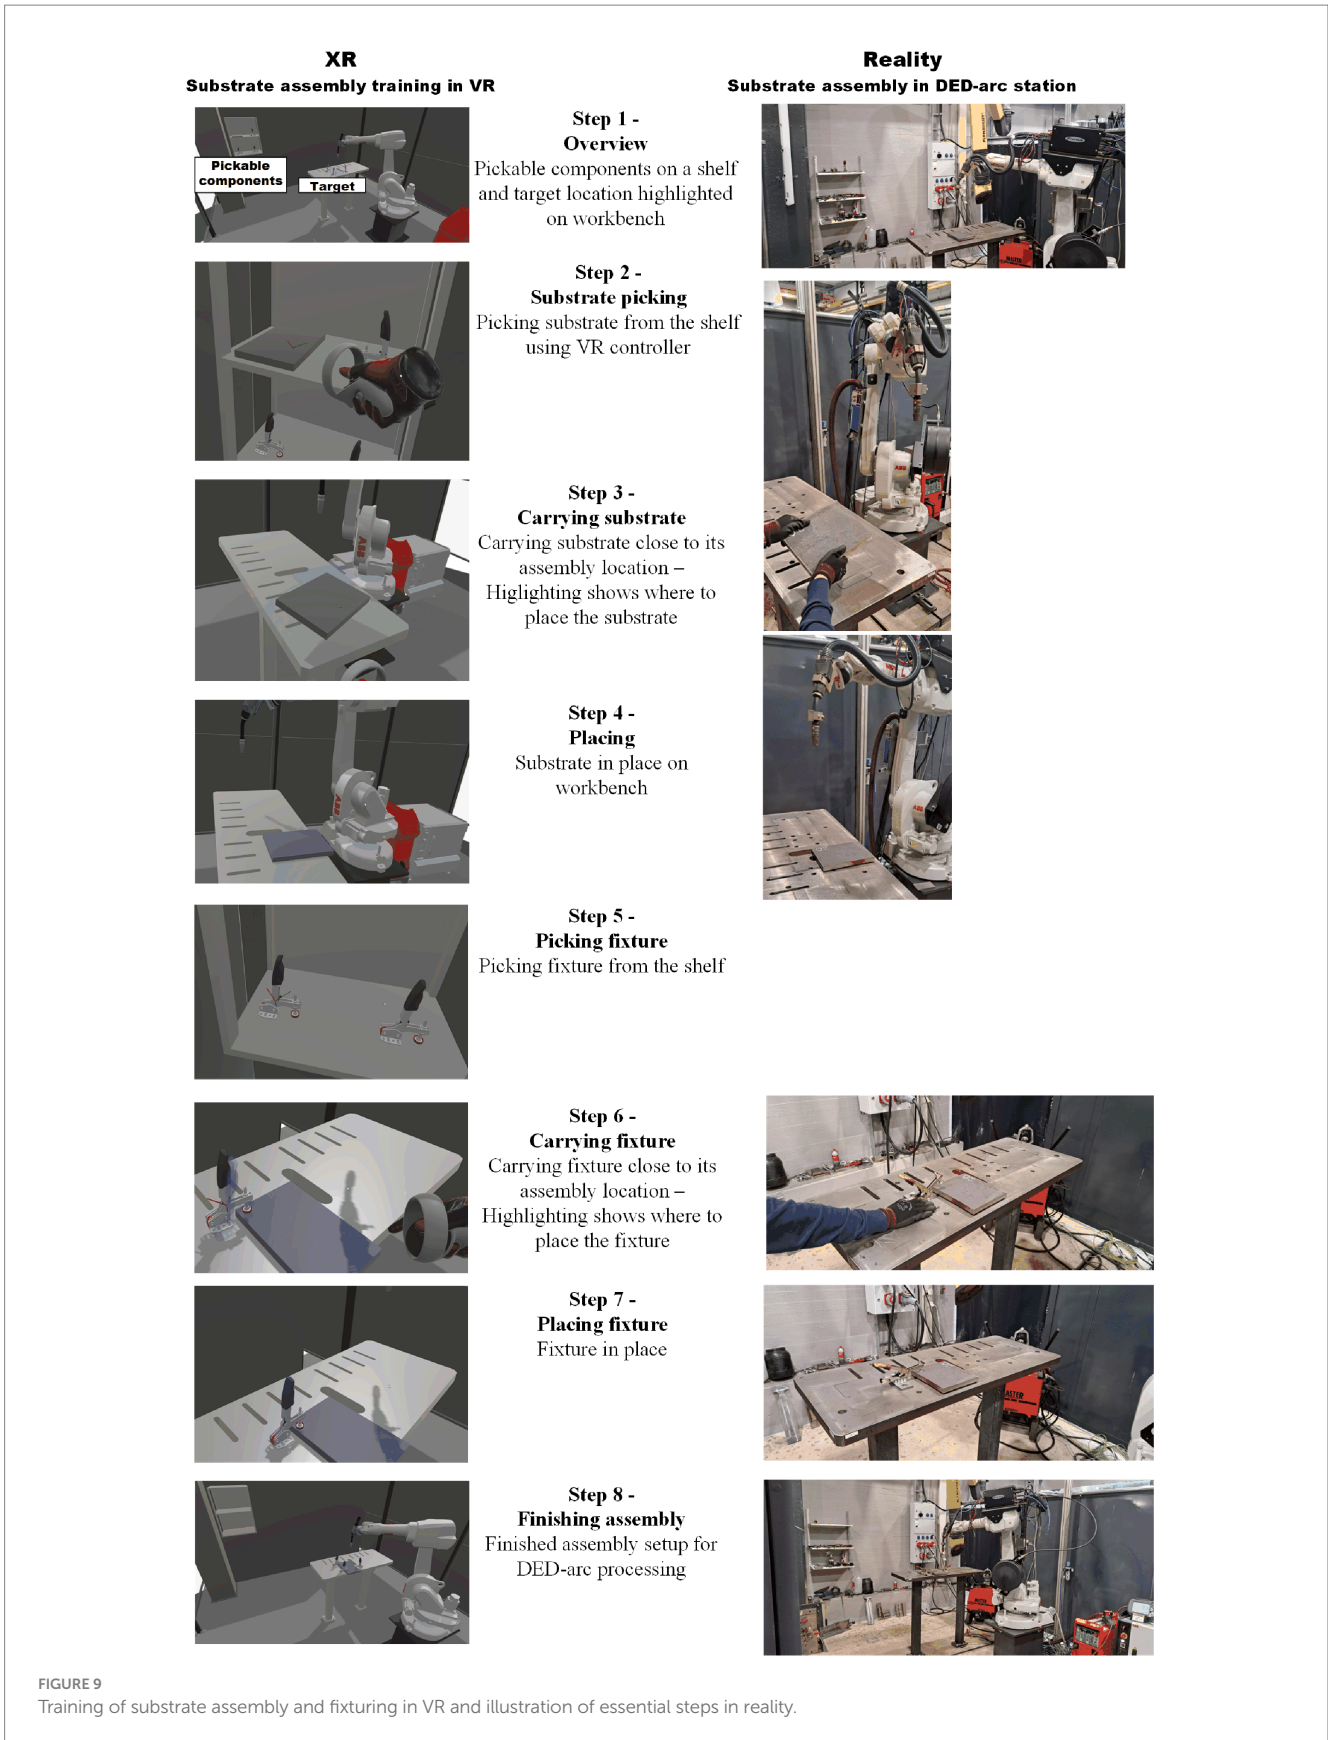 XR
Substrate assembly training in VR
Reality
Substrate assembly in DED-arc station
Pickable
components
Target
Step 1 -
Overview
Pickable components on a shelf
and target location highlighted
on workbench
Step 2 -
Substrate picking
Picking substrate from the shelf
using VR controller
ABB
Step 3 -
Carrying substrate
Carrying substrate close to its
assembly location –
Higlighting shows where to
place the substrate
ABB
Step 4 -
Placing
Substrate in place on
workbench
ABB
Step 5 -
Picking fixture
Picking fixture from the shelf
Step 6 -
Carrying fixture
Carrying fixture close to its
assembly location –
Highlighting shows where to
place the fixture
Step 7 -
Placing fixture
Fixture in place
ASTER
Step 8 -
Finishing assembly
Finished assembly setup for
DED-arc processing
FIGURE 9
Training of substrate assembly and fixturing in VR and illustration of essential steps in reality.